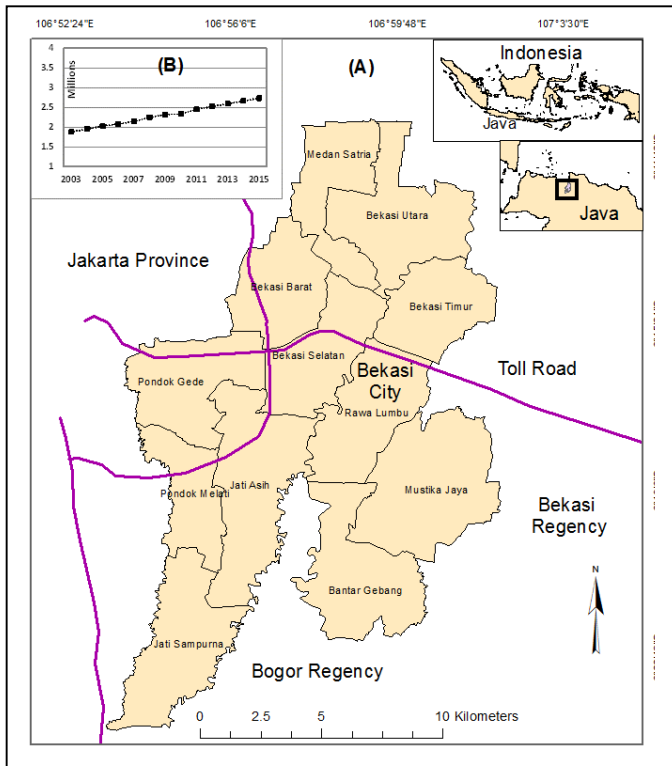 106°52'24"
106°56'6"
106°59'48"
107°3'30"
4
3.5
3
2.5
2
1.5
1
Millions
(B)
2003
2005
2007
2009
2011
2013
2015
(A)
Indonesia
Java
Java
Medan Satria
Bekasi Utara
Jakarta Province
Bekasi Barat
Bekasi Timur
Bekasi Selatan
Toll Road
Pondok Gede
Bekasi
City
Rawa Lumbu
Jati Asih
Pondok Melati
Mustika Jaya
Bekasi
Regency
N
Bantar Gebang
Jati Sampurna
Bogor Regency
0
2.5
5
10 Kilometers